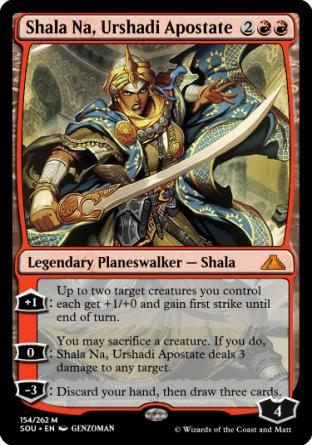 Shala Na, Urshadi Apostate 2
Legendary Planeswalker — Shala
+1: Up to two target creatures you control
each get +1/+0 and gain first strike until
end of turn.
0: You may sacrifice a creature. If you do,
Shala Na, Urshadi Apostate deals 3
damage to any target.
-3: Discard your hand, then draw three cards.
4
154/262 M
SOU • EN GENZOMAN
© Wizards of the Coast and Matt